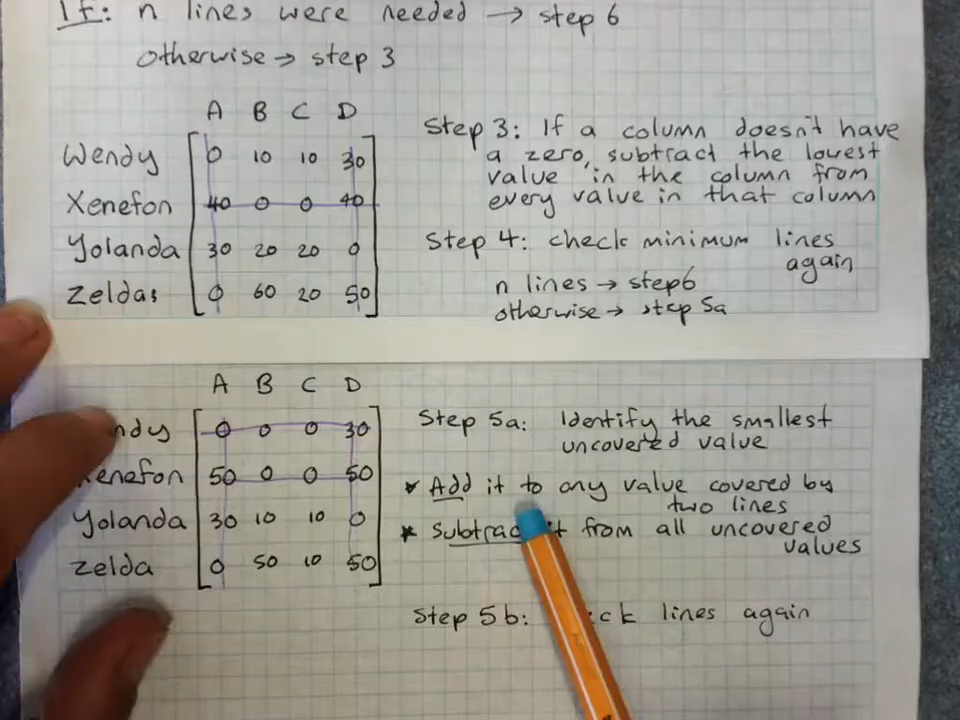 If: n lines were needed → step 6
otherwise → step 3
A B C D
Wendy 0 10 10 30
Xenefon 40 0 0 40
Yolanda 30 20 20 0
Zeldas 0 60 20 50
Step 3: If a column doesn't have
a zero, subtract the lowest
value in the column from
every value in that column
Step 4: check minimum lines
again
n lines → step6
otherwise → step 5a
A B C D
ndy 0 0 0 30
Xenefon 50 0 0 50
Yolanda 30 10 10 0
Zelda 0 50 10 50
Step 5a: Identify the smallest
uncovered value
* Add it to any value covered by
two lines
* Subtract it from all uncovered
values
Step 5b: ck lines again